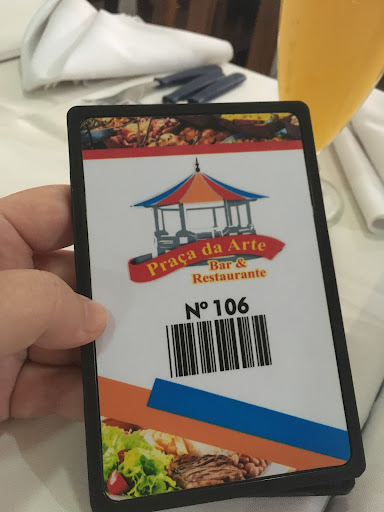 Praça da Arte
Bar &
Restaurante
Nº 106